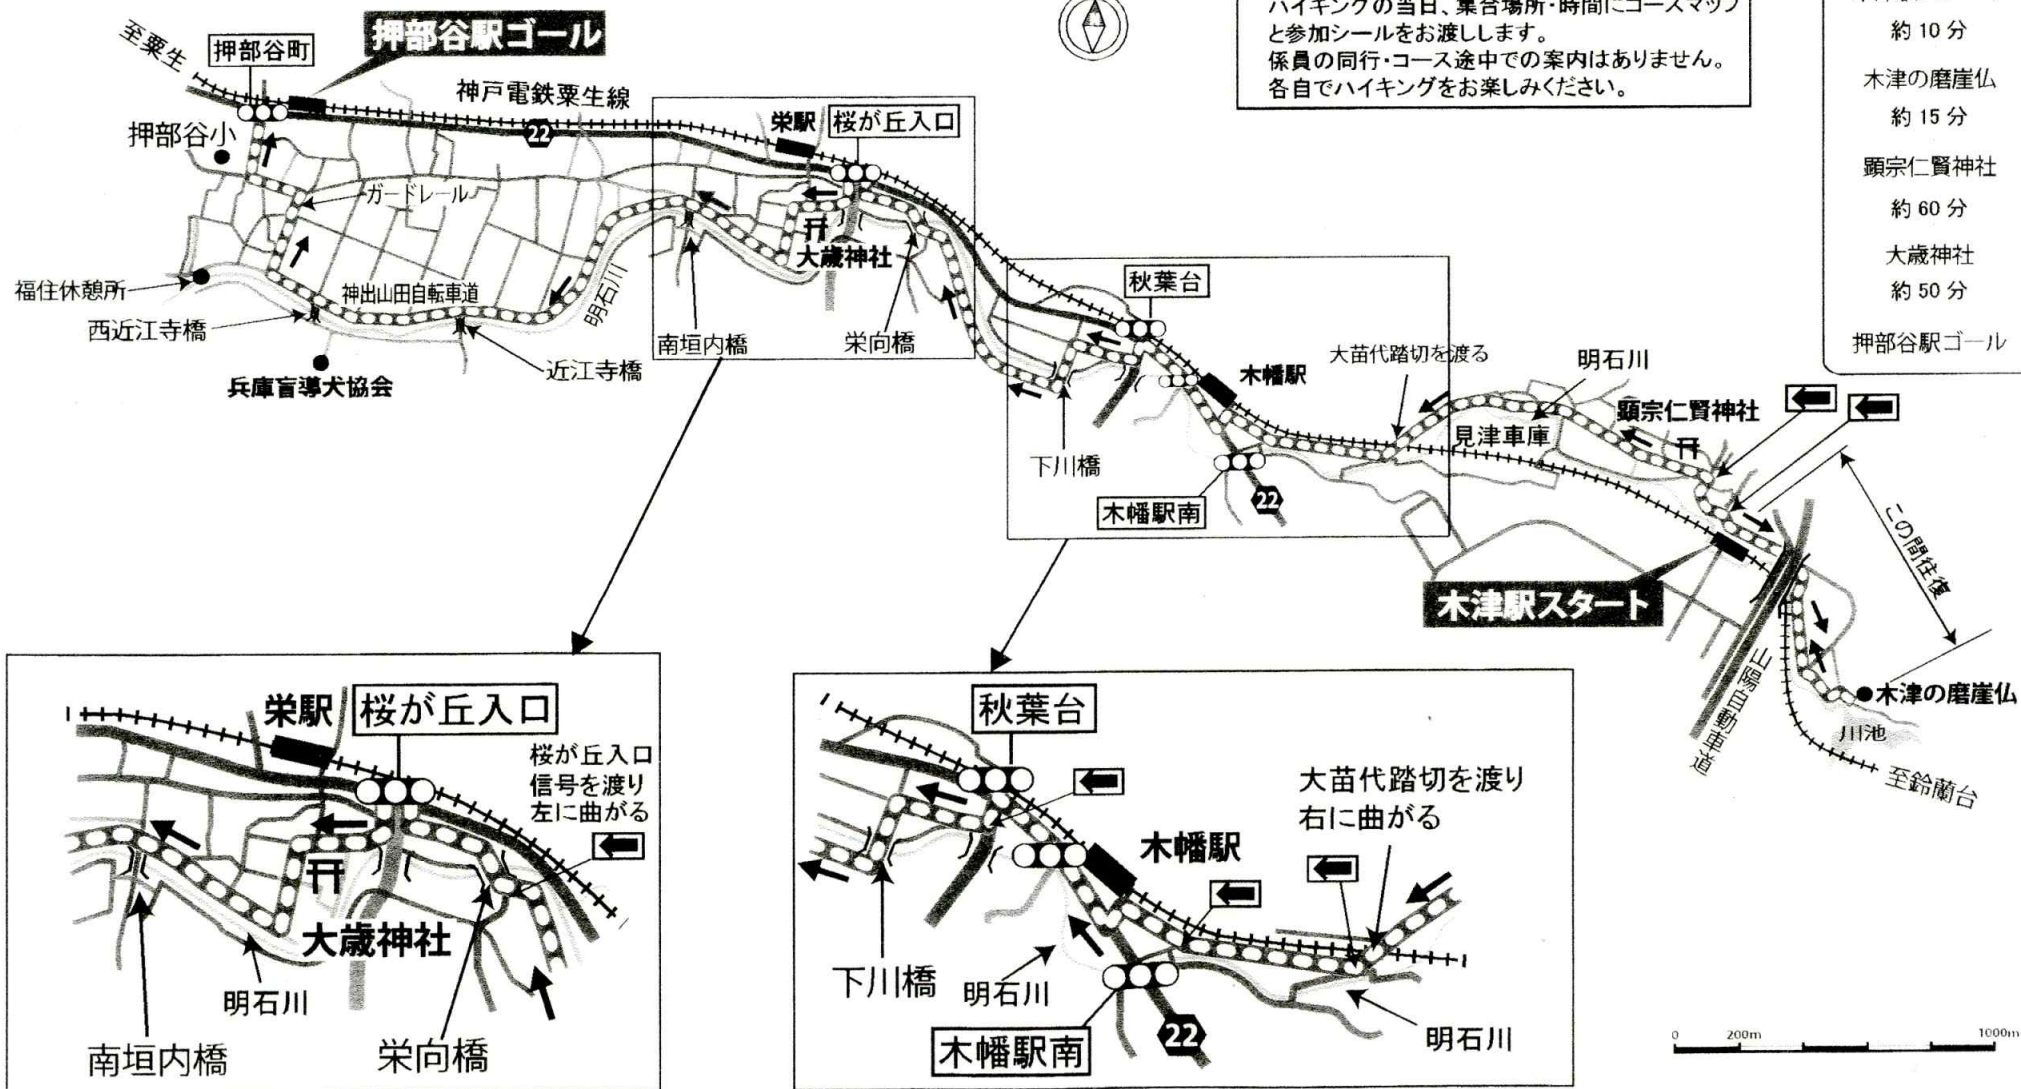 ハイキングの当日、集合場所・時間にコースマップ
と参加シールをお渡しします。
係員の同行・コース途中での案内はありません。
各自でハイキングをお楽しみください。
約10分
木津の磨崖仏
約15分
顕宗仁賢神社
約60分
大歳神社
約50分
押部谷駅ゴール
至粟生
押部谷町
押部谷駅ゴール
神戸電鉄粟生線
22
押部谷小
ガードレール
福住休憩所
西近江寺橋
神出山田自転車道
兵庫盲導犬協会
近江寺橋
明石川
栄駅
桜が丘入口
大歳神社
南垣内橋
栄向橋
秋葉台
木幡駅
大苗代踏切を渡る
明石川
見津車庫
顕宗仁賢神社
下川橋
木幡駅南
22
木津駅スタート
この間往復
山陽自動車道
木津の磨崖仏
川池
至鈴蘭台
栄駅
桜が丘入口
桜が丘入口
信号を渡り
左に曲がる
大歳神社
明石川
南垣内橋
栄向橋
秋葉台
大苗代踏切を渡り
右に曲がる
木幡駅
下川橋
明石川
木幡駅南
22
明石川
0 200m 1000m